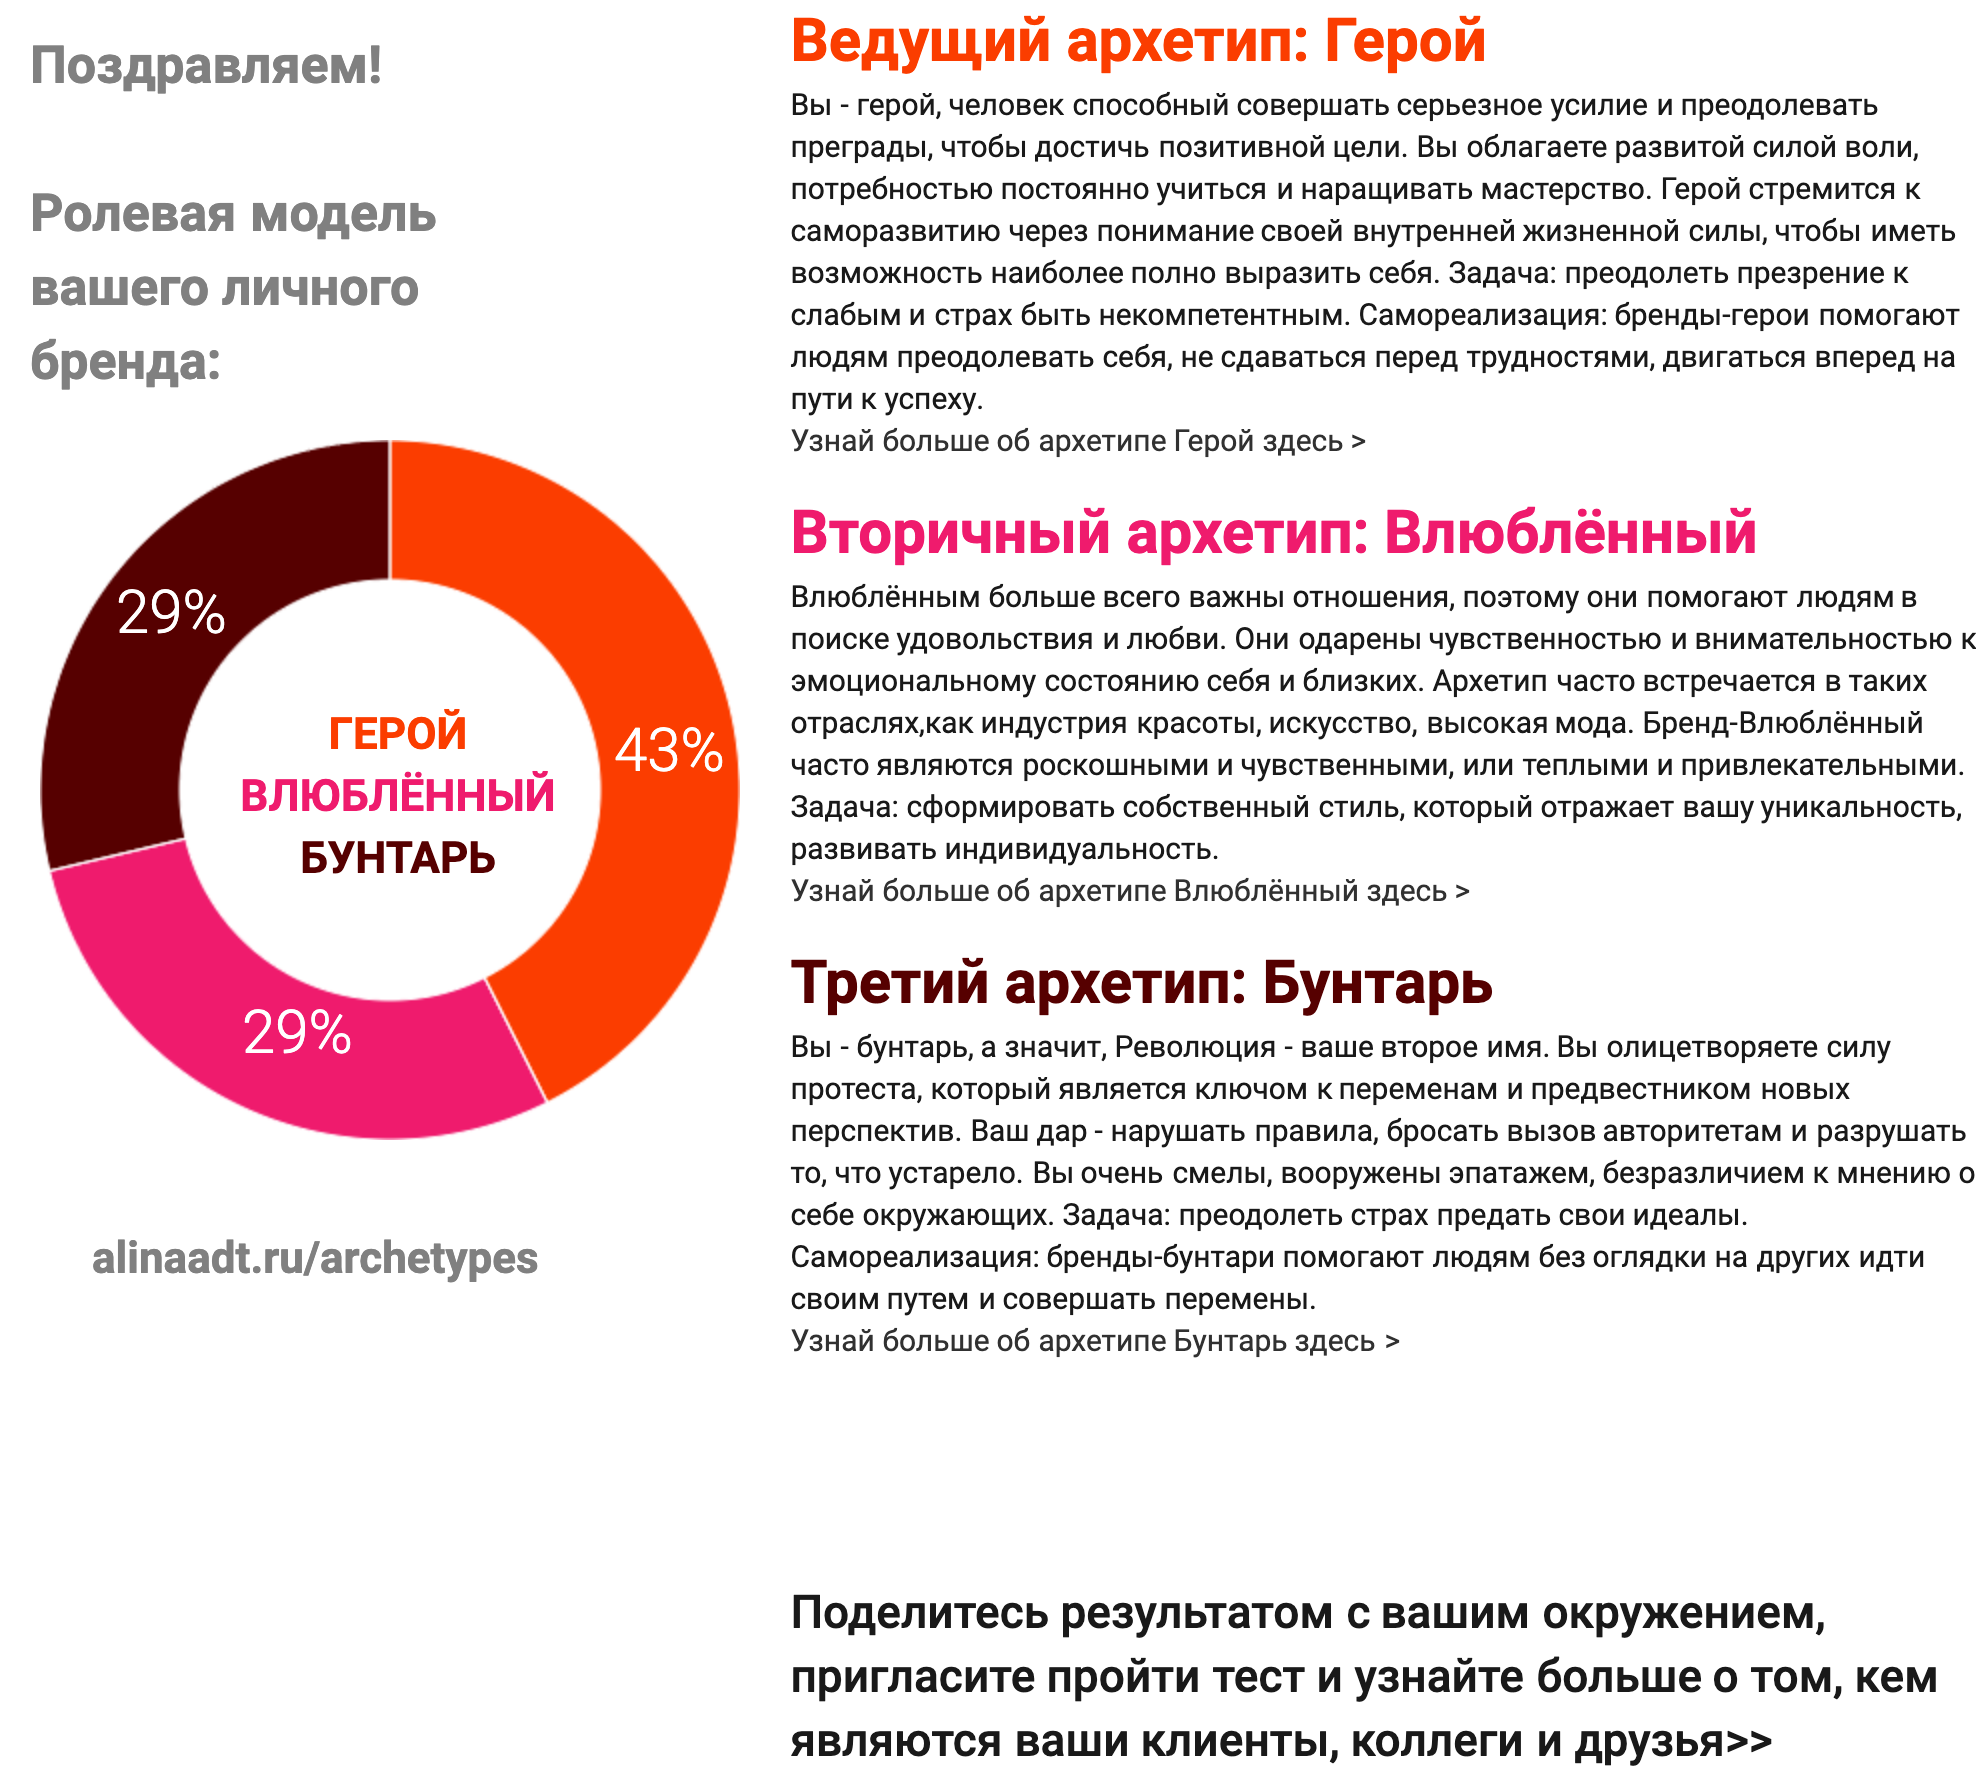 Поздравляем!
Ролевая модель
вашего личного
бренда:
29%
43%
29%
ГЕРОЙ
ВЛЮБЛЁННЫЙ
БУНТАРЬ
alinaadt.ru/archetypes
Ведущий архетип: Герой
Вы - герой, человек способный совершать серьезное усилие и преодолевать
преграды, чтобы достичь позитивной цели. Вы облагаете развитой силой воли,
потребностью постоянно учиться и наращивать мастерство. Герой стремится к
саморазвитию через понимание своей внутренней жизненной силы, чтобы иметь
возможность наиболее полно выразить себя. Задача: преодолеть презрение к
слабым и страх быть некомпетентным. Самореализация: бренды-герои помогают
людям преодолевать себя, не сдаваться перед трудностями, двигаться вперед на
пути к успеху.
Узнай больше об архетипе Герой здесь >
Вторичный архетип: Влюблённый
Влюблённым больше всего важны отношения, поэтому они помогают людям в
поиске удовольствия и любви. Они одарены чувственностью и внимательностью к
эмоциональному состоянию себя и близких. Архетип часто встречается в таких
отраслях,как индустрия красоты, искусство, высокая мода. Бренд-Влюблённый
часто являются роскошными и чувственными, или теплыми и привлекательными.
Задача: сформировать собственный стиль, который отражает вашу уникальность,
развивать индивидуальность.
Узнай больше об архетипе Влюблённый здесь >
Третий архетип: Бунтарь
Вы - бунтарь, а значит, Революция - ваше второе имя. Вы олицетворяете силу
протеста, который является ключом к переменам и предвестником новых
перспектив. Ваш дар - нарушать правила, бросать вызов авторитетам и разрушать
то, что устарело. Вы очень смелы, вооружены эпатажем, безразличием к мнению о
себе окружающих. Задача: преодолеть страх предать свои идеалы.
Самореализация: бренды-бунтари помогают людям без оглядки на других идти
своим путем и совершать перемены.
Узнай больше об архетипе Бунтарь здесь >
Поделитесь результатом с вашим окружением,
пригласите пройти тест и узнайте больше о том, кем
являются ваши клиенты, коллеги и друзья>>